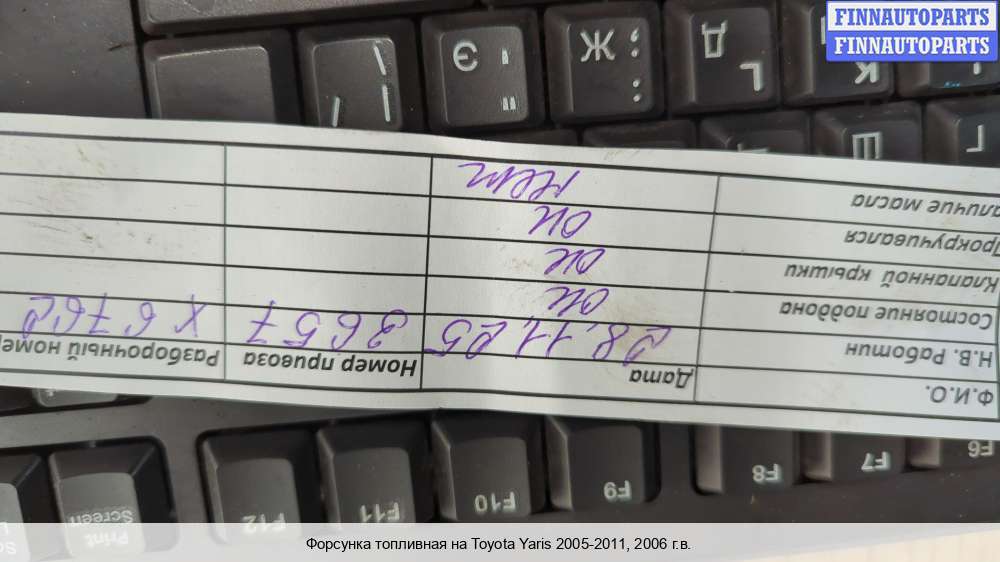 FINNAUTOPARTS
FINNAUTOPARTS
Ф.И.О. Дата Номер привоза Разборочный номер
Н.В. Работин 28.11.25 3657 X 6762
Состояние поддона ок
Клапанной крышки ок
Прокручивался ок
аличие масла нет
/ \ /
Э ' "
Ж ; :
Д L
K
Ш
Г
F6
F7
F8
F9
F10
F11
F12
Print
Screen
Форсунка топливная на Toyota Yaris 2005-2011, 2006 г.в.